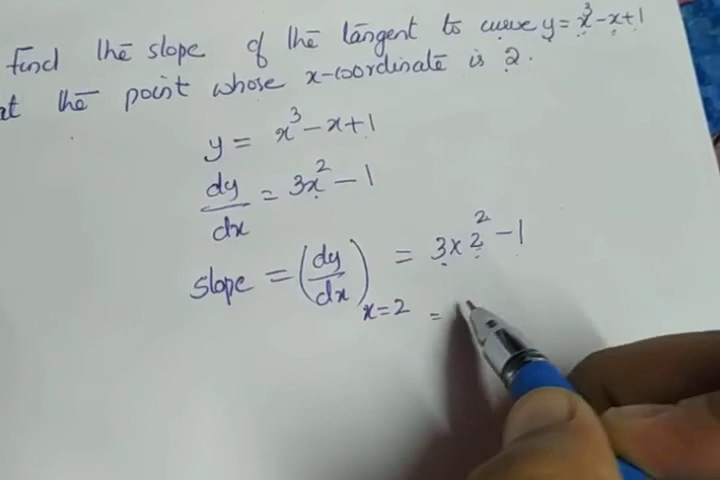 Find the slope of the tangent to curve y = x³ - x + 1
at the point whose x-coordinate is 2.
y = x³ - x + 1
dy/dx = 3x² - 1
slope = (dy/dx)x=2 = 3 × 2² - 1
=